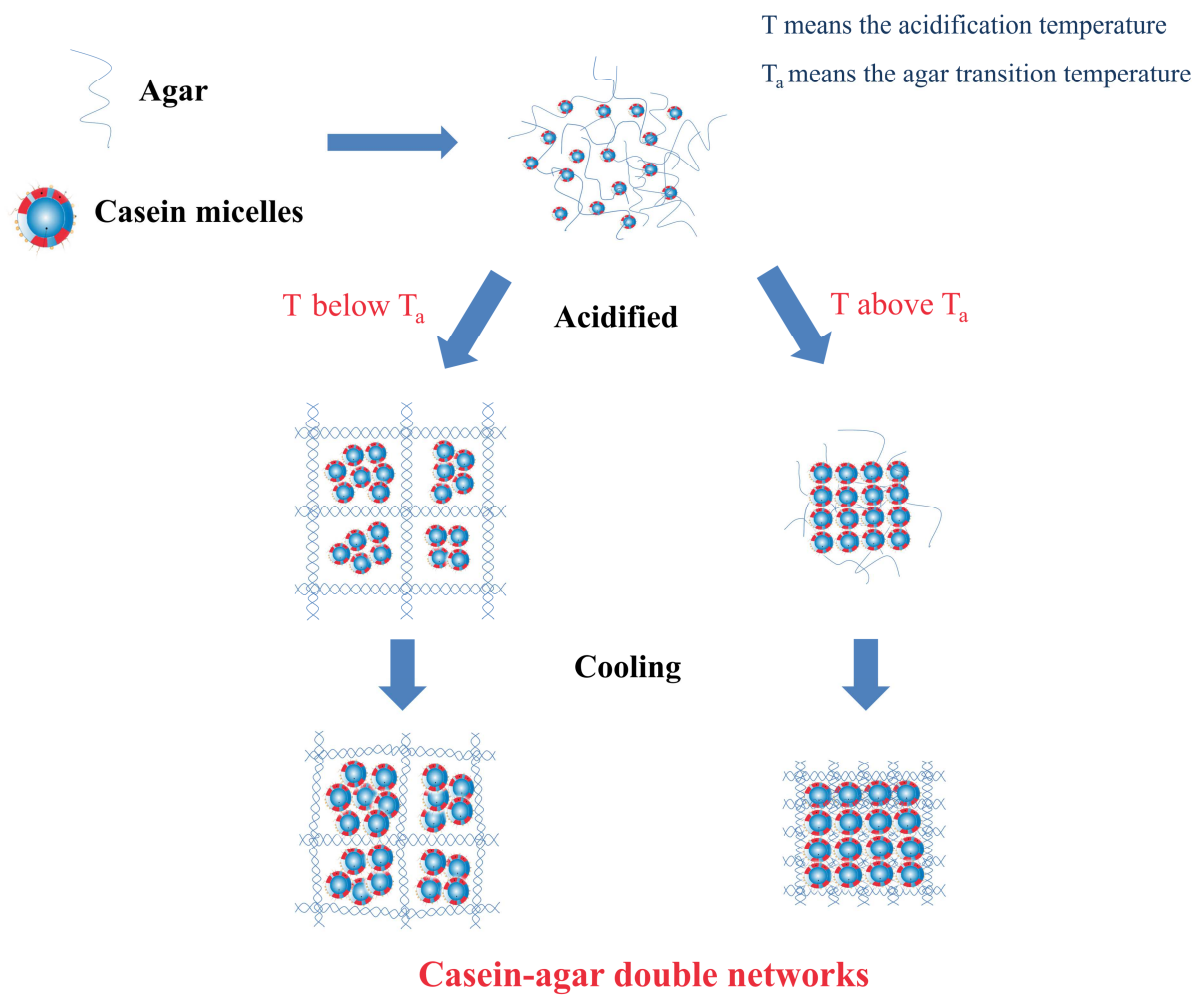 T means the acidification temperature
Tₐ means the agar transition temperature
Agar
Casein micelles
T below Tₐ
Acidified
T above Tₐ
Cooling
Casein-agar double networks